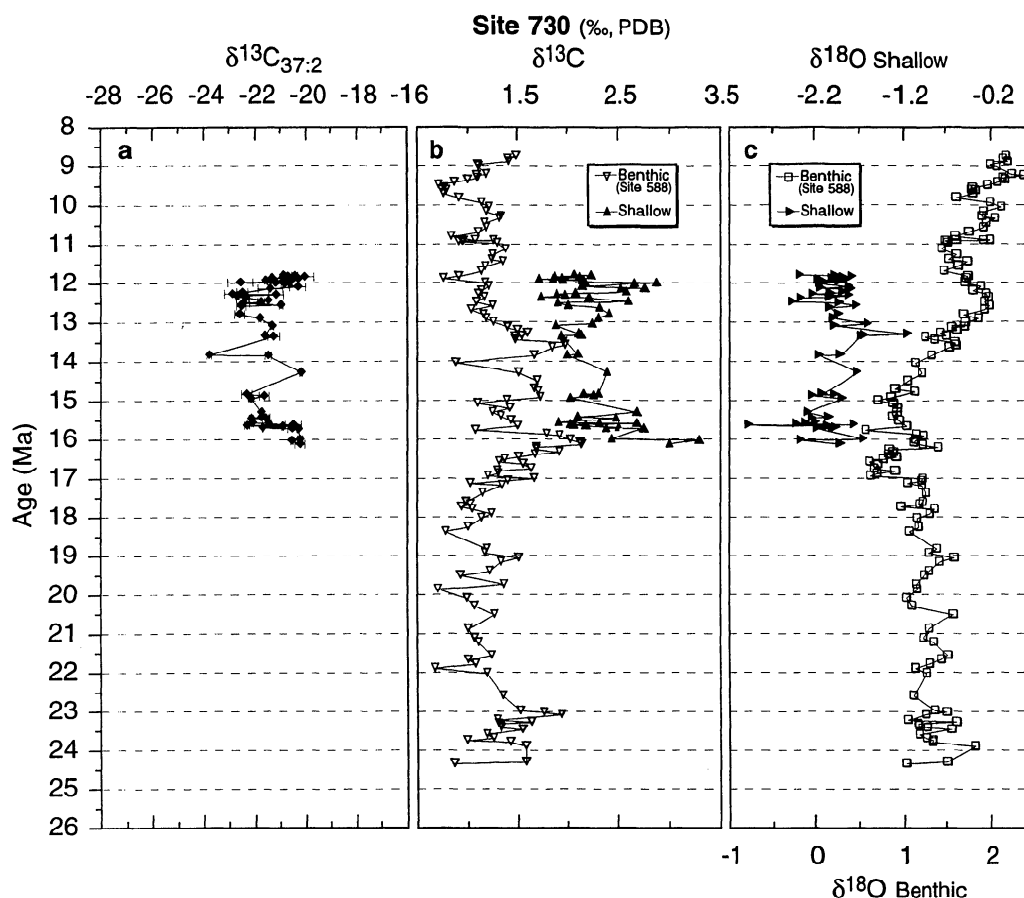 Site 730 (‰, PDB)
δ13C37:2
δ13C
δ18O Shallow
-28 -26 -24 -22 -20 -18 -16
1.5 2.5 3.5
-2.2 -1.2 -0.2
a
b
c
Benthic
(Site 588)
Shallow
Benthic
(Site 588)
Shallow
Age (Ma)
8
9
10
11
12
13
14
15
16
17
18
19
20
21
22
23
24
25
26
-1 0 1 2
δ18O Benthic